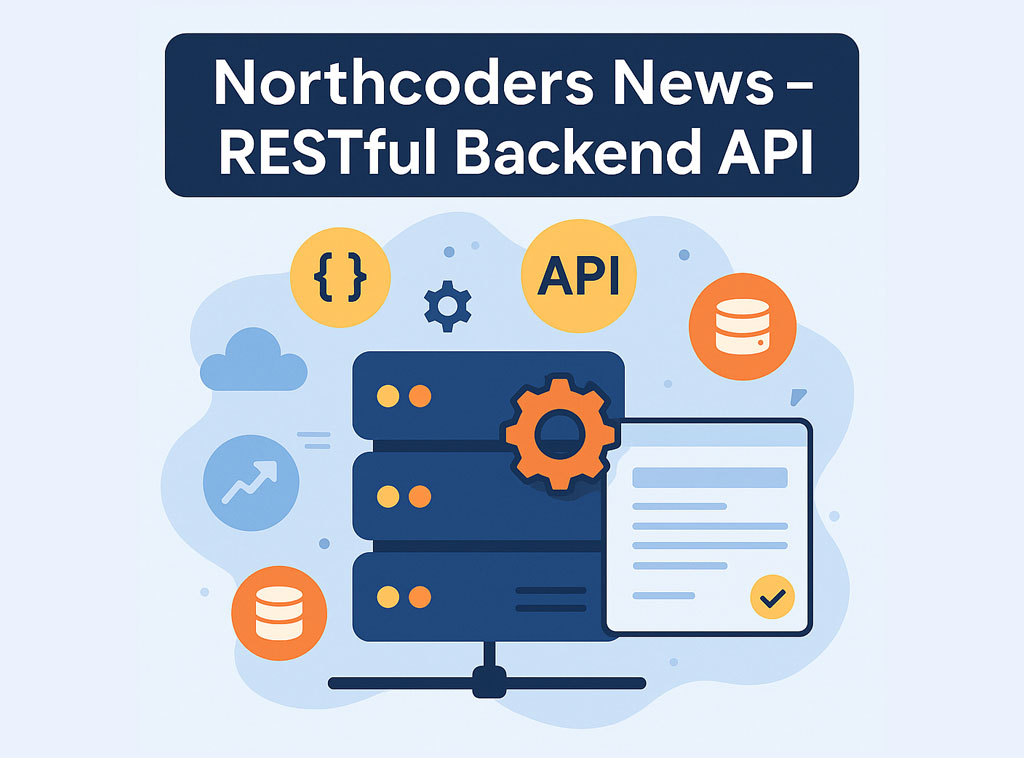 Northcoders News –
RESTful Backend API
{ }
API